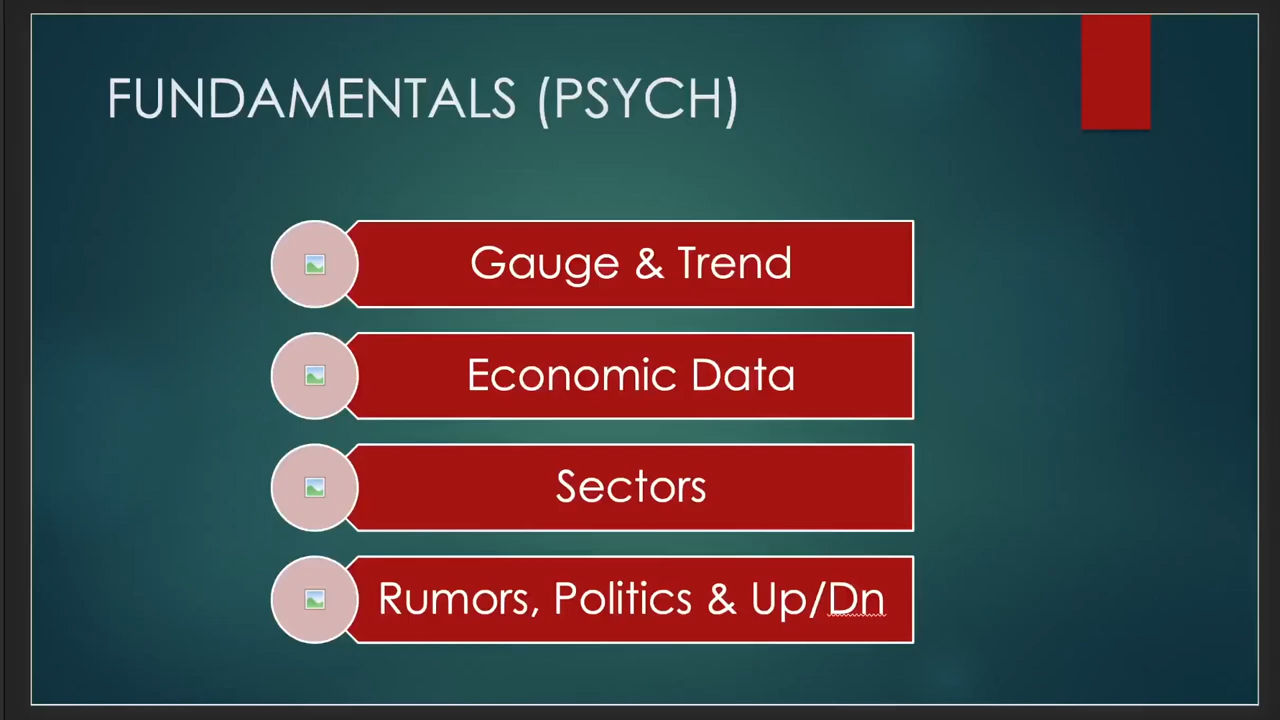 FUNDAMENTALS (PSYCH)
Gauge & Trend
Economic Data
Sectors
Rumors, Politics & Up/Dn